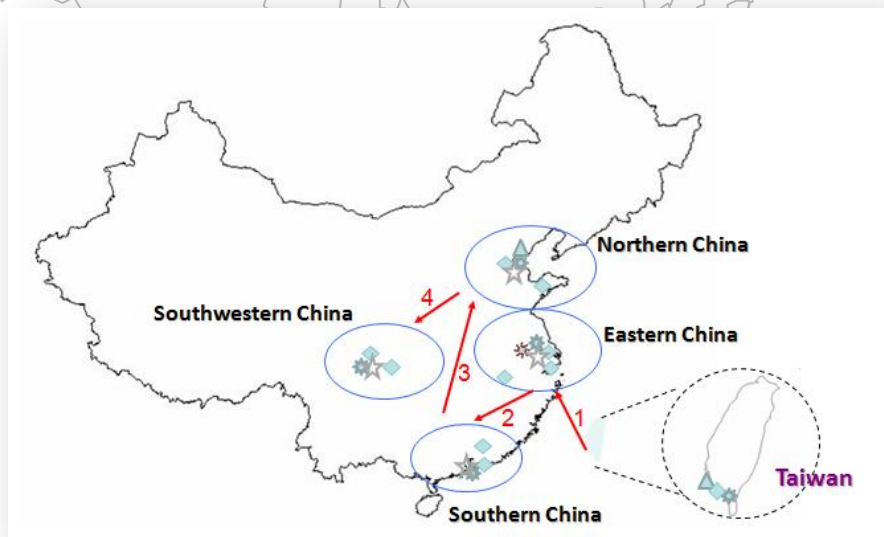 Northern China
4
Southwestern China
Eastern China
3
2
1
Taiwan
Southern China